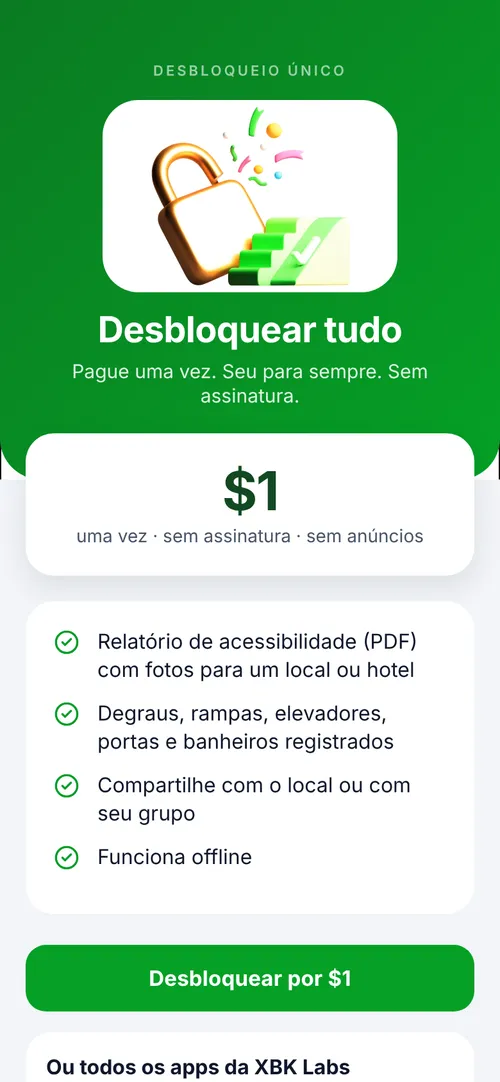 DESBLOQUEIO ÚNICO
Desbloquear tudo
Pague uma vez. Seu para sempre. Sem
assinatura.
$1
uma vez · sem assinatura · sem anúncios
Relatório de acessibilidade (PDF)
com fotos para um local ou hotel
Degraus, rampas, elevadores,
portas e banheiros registrados
Compartilhe com o local ou com
seu grupo
Funciona offline
Desbloquear por $1
Ou todos os apps da XBK Labs